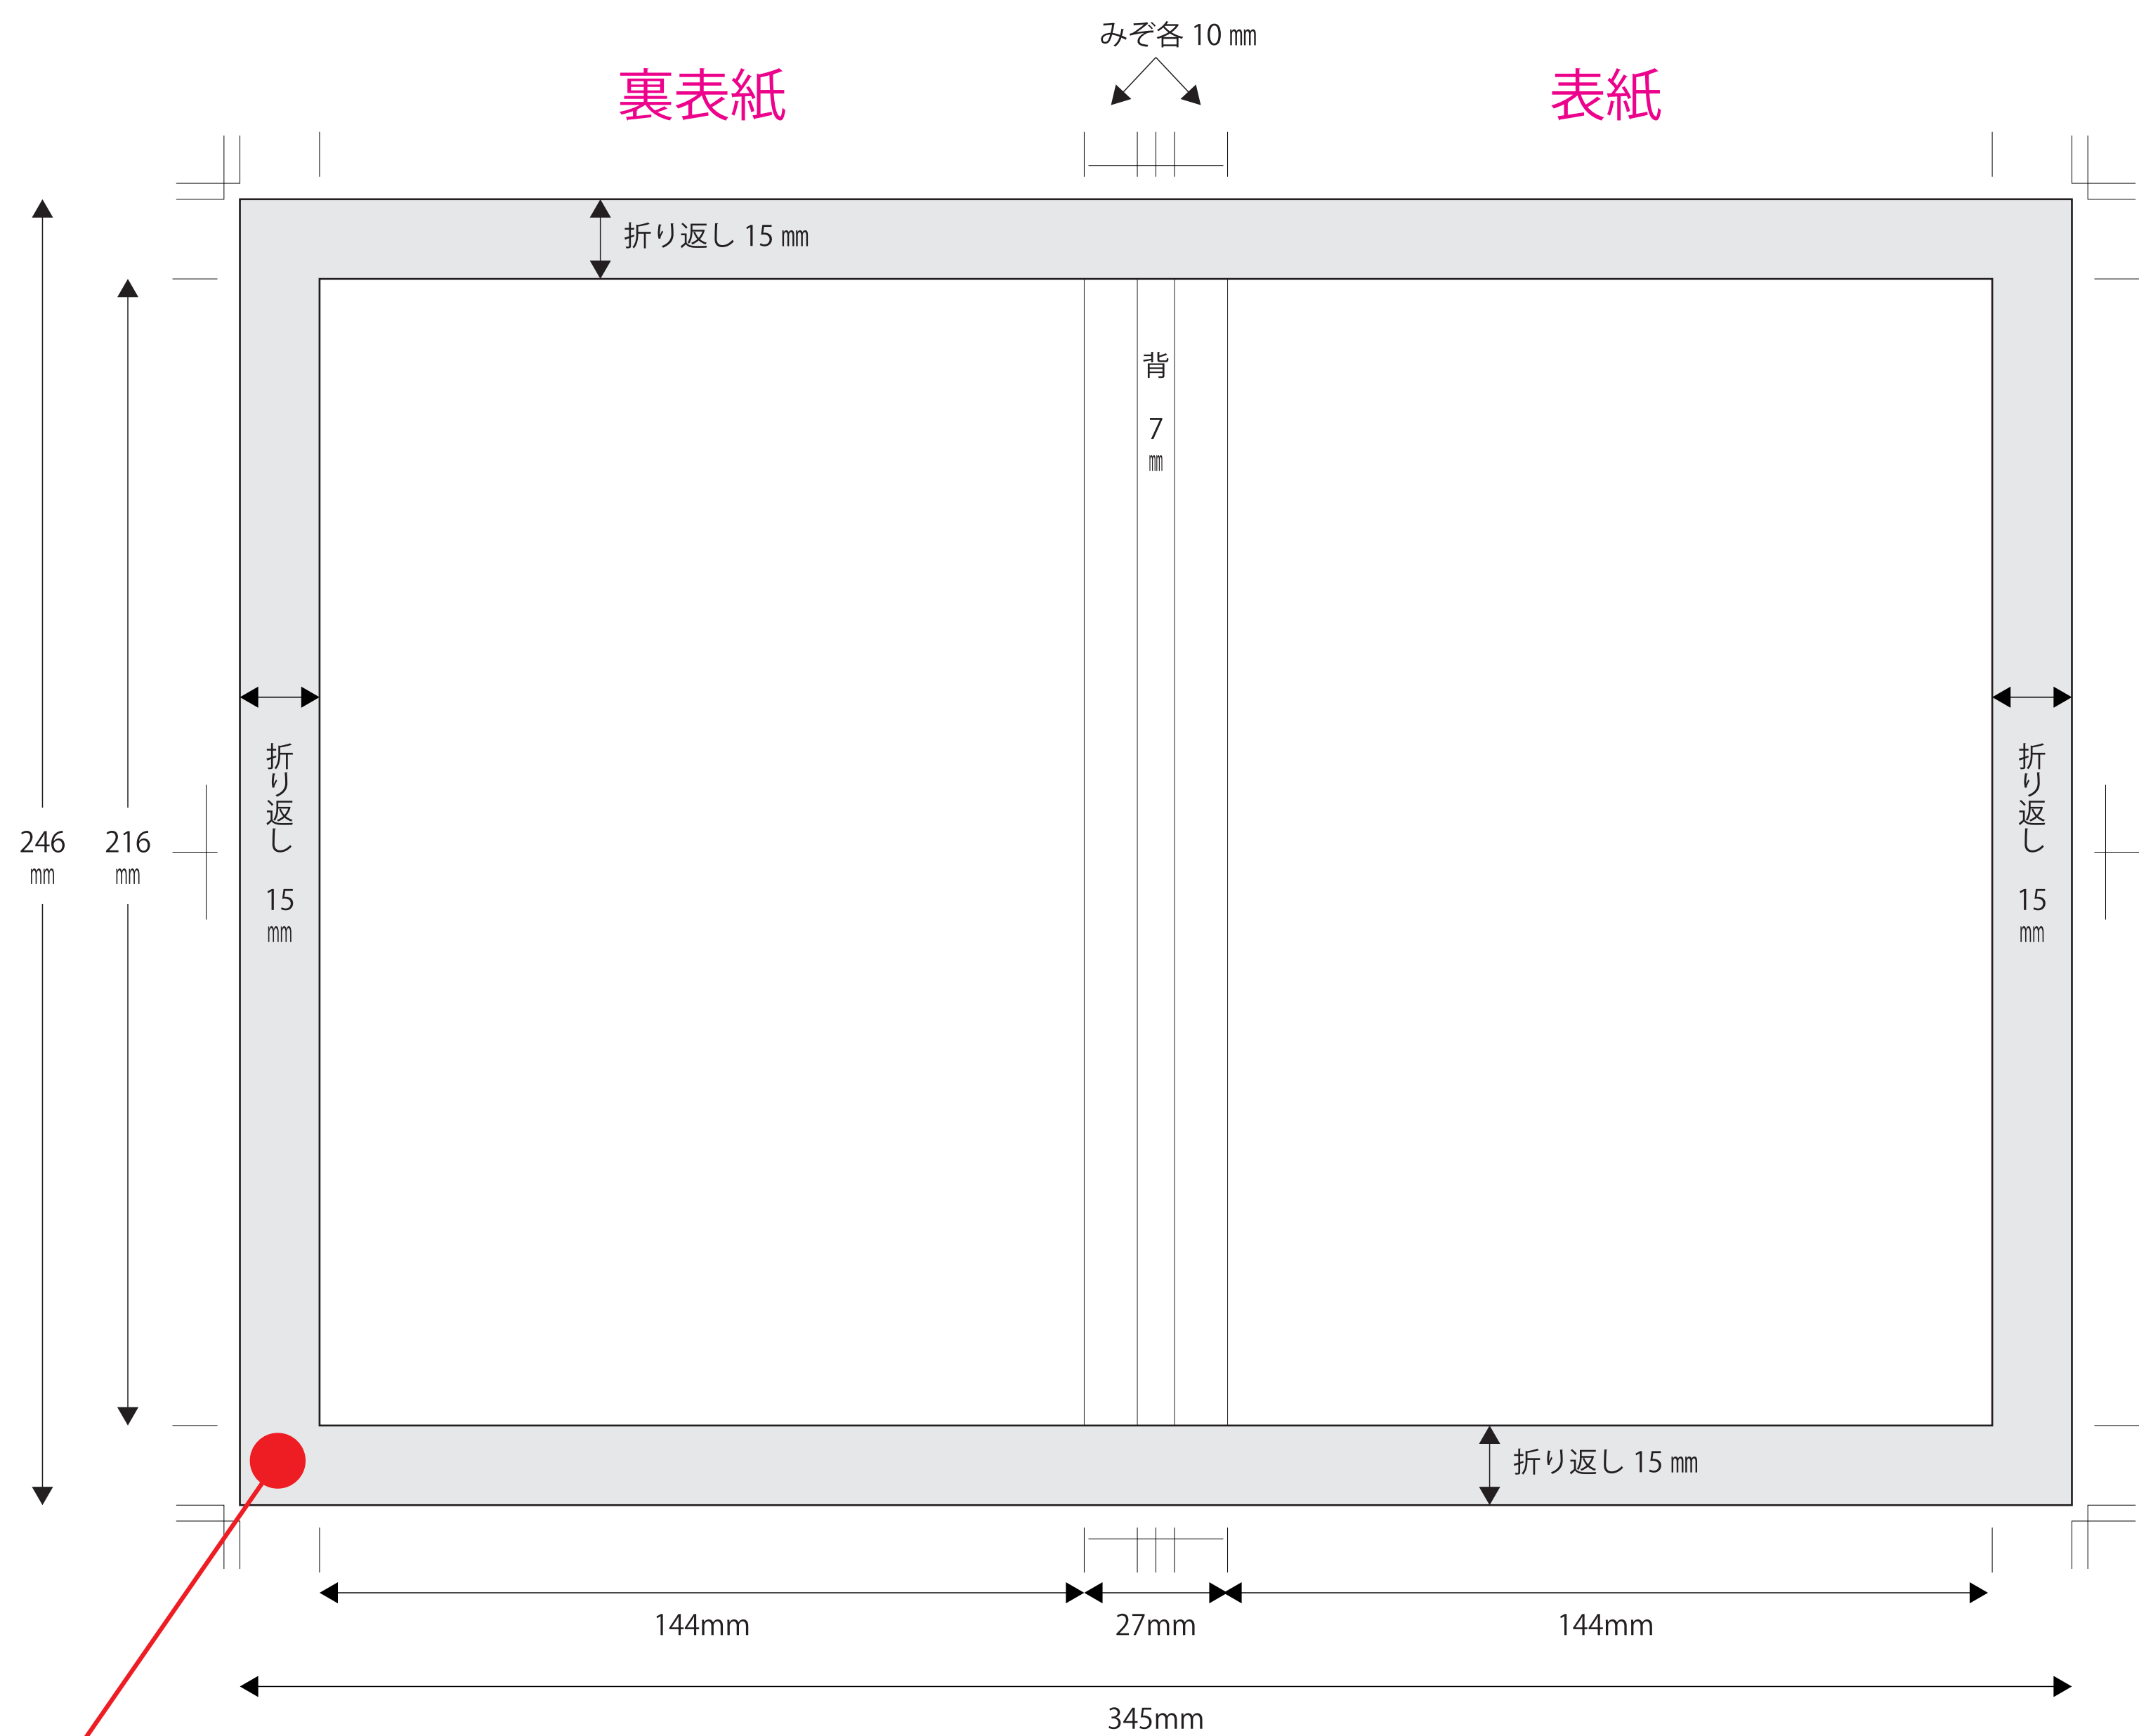 みぞ各 10 ㎜
裏表紙
表紙
折り返し 15 ㎜
背 7 ㎜
折り返し 15 ㎜
折り返し 15 ㎜
246
㎜
216
㎜
折り返し 15 ㎜
144mm
27mm
144mm
345mm